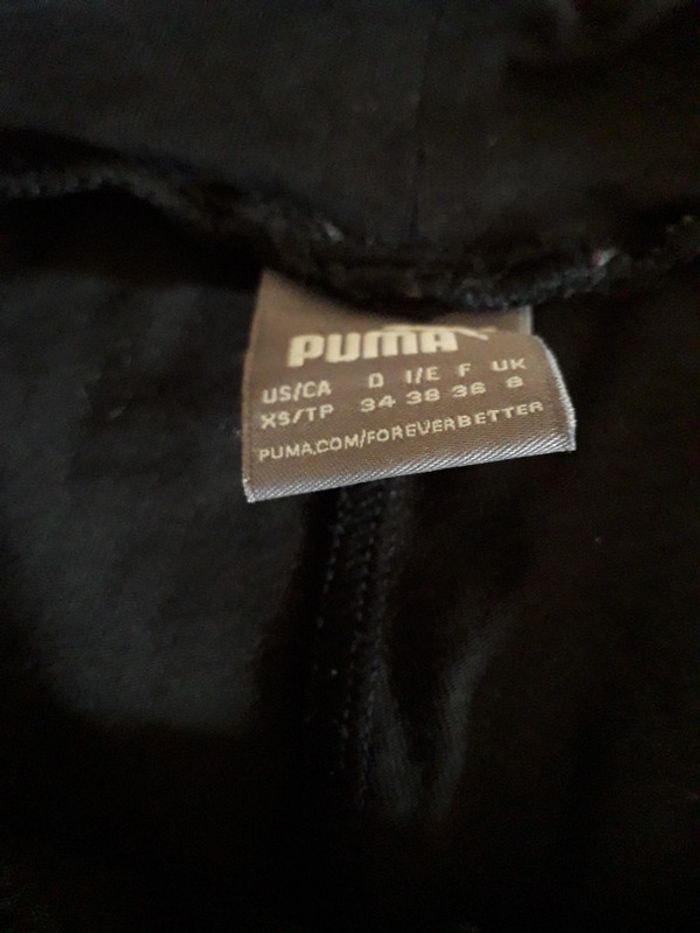 PUMA
US/CA D I/E F UK
XS/TP 34 38 36 8
PUMA.COM/FOREVERBETTER